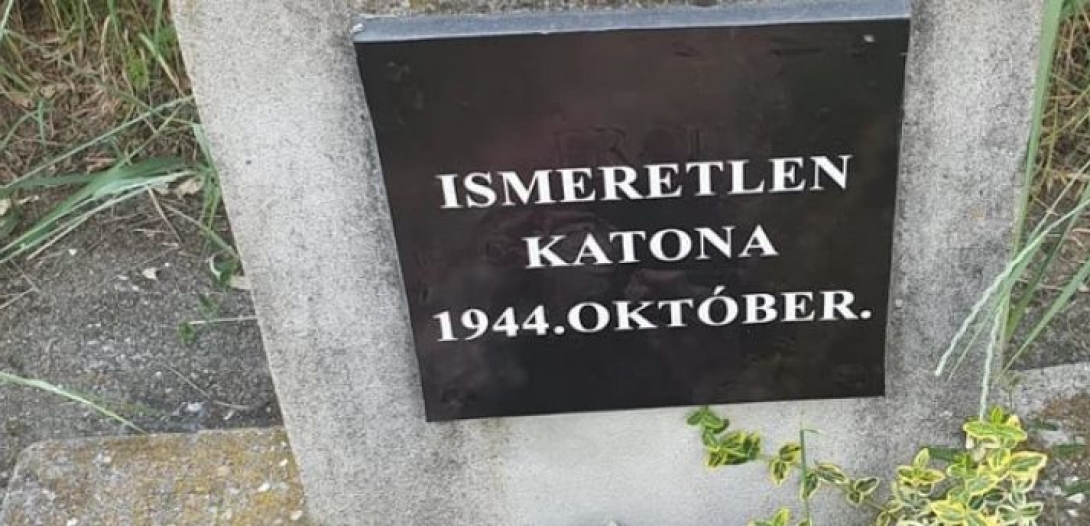 ISMERETLEN
KATONA
1944.OKTÓBER.